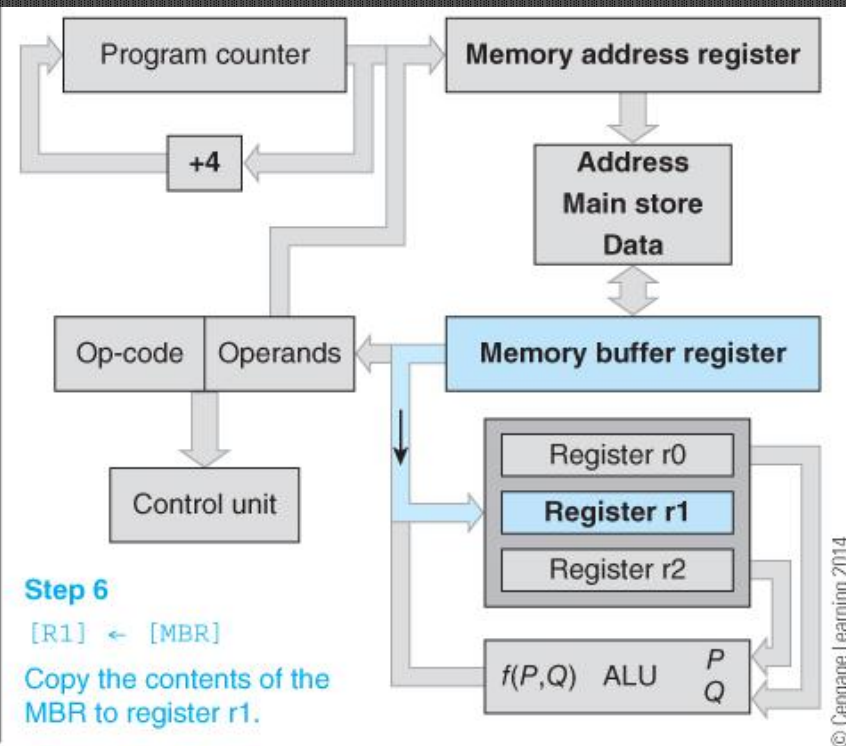 Program counter
Memory address register
+4
Address
Main store
Data
Op-code
Operands
Memory buffer register
Control unit
Register r0
Register r1
Register r2
Step 6
[R1] ← [MBR]
Copy the contents of the
MBR to register r1.
f(P,Q) ALU
P
Q
© Cengage Learning 2014